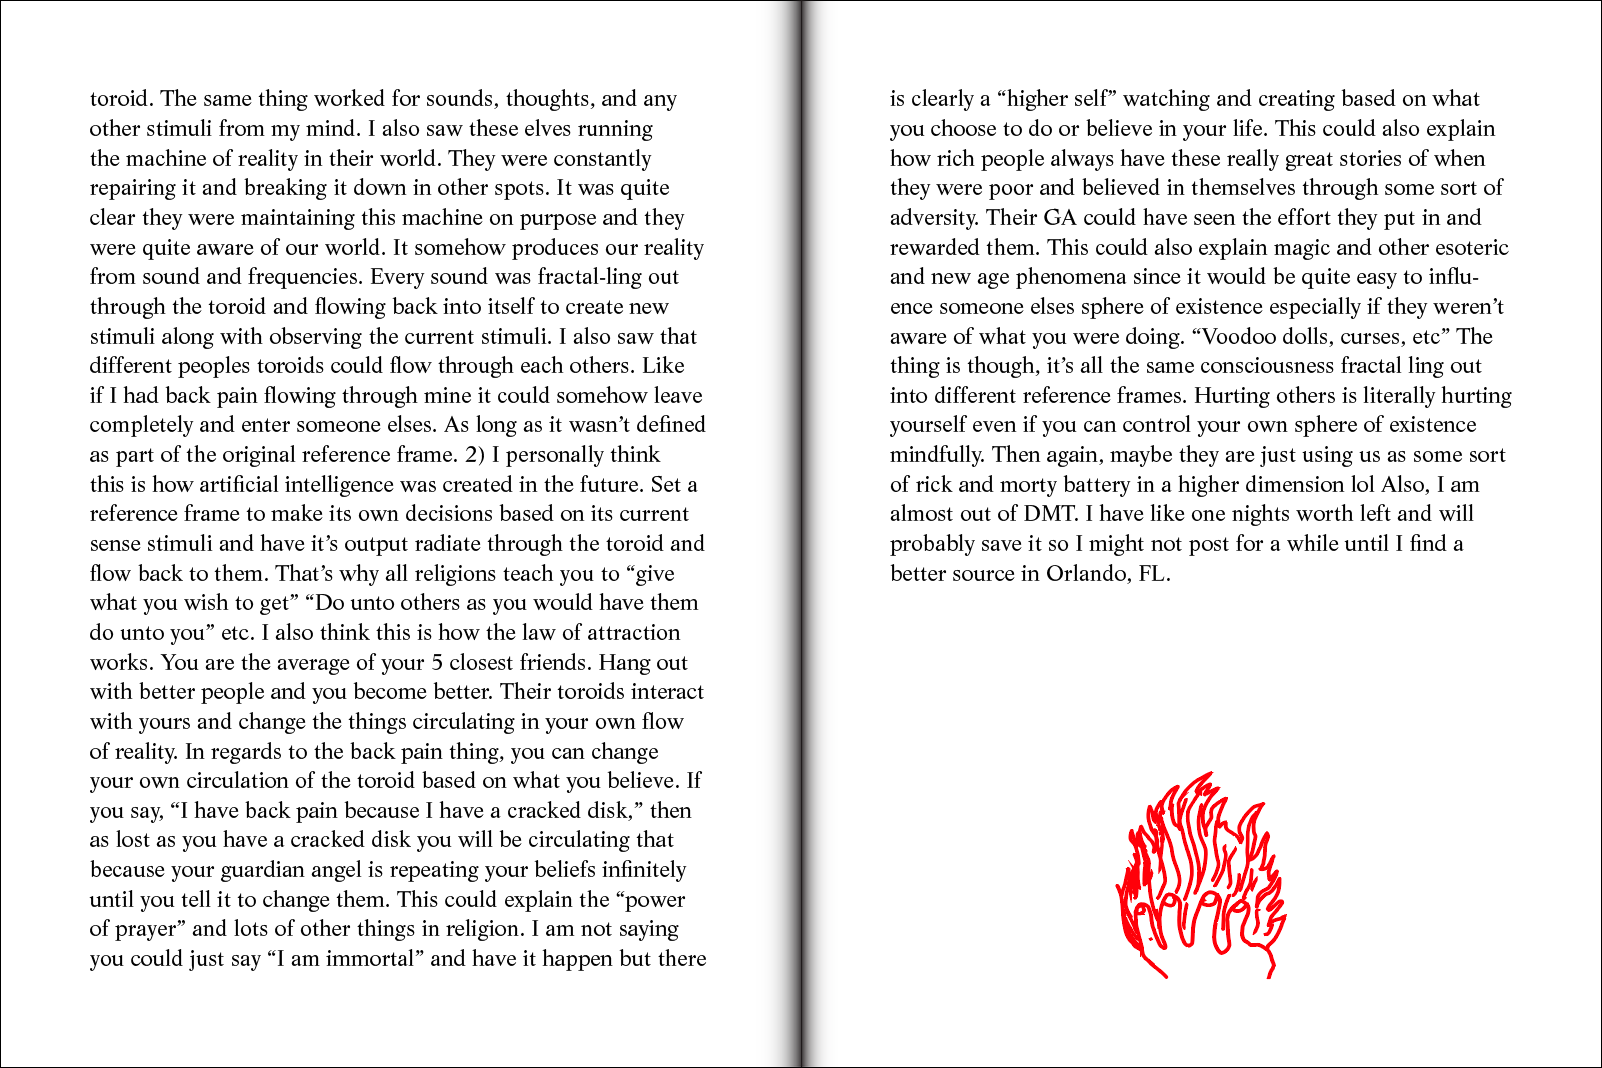 toroid. The same thing worked for sounds, thoughts, and any
other stimuli from my mind. I also saw these elves running
the machine of reality in their world. They were constantly
repairing it and breaking it down in other spots. It was quite
clear they were maintaining this machine on purpose and they
were quite aware of our world. It somehow produces our reality
from sound and frequencies. Every sound was fractal-ling out
through the toroid and flowing back into itself to create new
stimuli along with observing the current stimuli. I also saw that
different peoples toroids could flow through each others. Like
if I had back pain flowing through mine it could somehow leave
completely and enter someone elses. As long as it wasn’t defined
as part of the original reference frame. 2) I personally think
this is how artificial intelligence was created in the future. Set a
reference frame to make its own decisions based on its current
sense stimuli and have it’s output radiate through the toroid and
flow back to them. That’s why all religions teach you to “give
what you wish to get” “Do unto others as you would have them
do unto you” etc. I also think this is how the law of attraction
works. You are the average of your 5 closest friends. Hang out
with better people and you become better. Their toroids interact
with yours and change the things circulating in your own flow
of reality. In regards to the back pain thing, you can change
your own circulation of the toroid based on what you believe. If
you say, “I have back pain because I have a cracked disk,” then
as lost as you have a cracked disk you will be circulating that
because your guardian angel is repeating your beliefs infinitely
until you tell it to change them. This could explain the “power
of prayer” and lots of other things in religion. I am not saying
you could just say “I am immortal” and have it happen but there
is clearly a “higher self” watching and creating based on what
you choose to do or believe in your life. This could also explain
how rich people always have these really great stories of when
they were poor and believed in themselves through some sort of
adversity. Their GA could have seen the effort they put in and
rewarded them. This could also explain magic and other esoteric
and new age phenomena since it would be quite easy to influ-
ence someone elses sphere of existence especially if they weren’t
aware of what you were doing. “Voodoo dolls, curses, etc” The
thing is though, it’s all the same consciousness fractal ling out
into different reference frames. Hurting others is literally hurting
yourself even if you can control your own sphere of existence
mindfully. Then again, maybe they are just using us as some sort
of rick and morty battery in a higher dimension lol Also, I am
almost out of DMT. I have like one nights worth left and will
probably save it so I might not post for a while until I find a
better source in Orlando, FL.